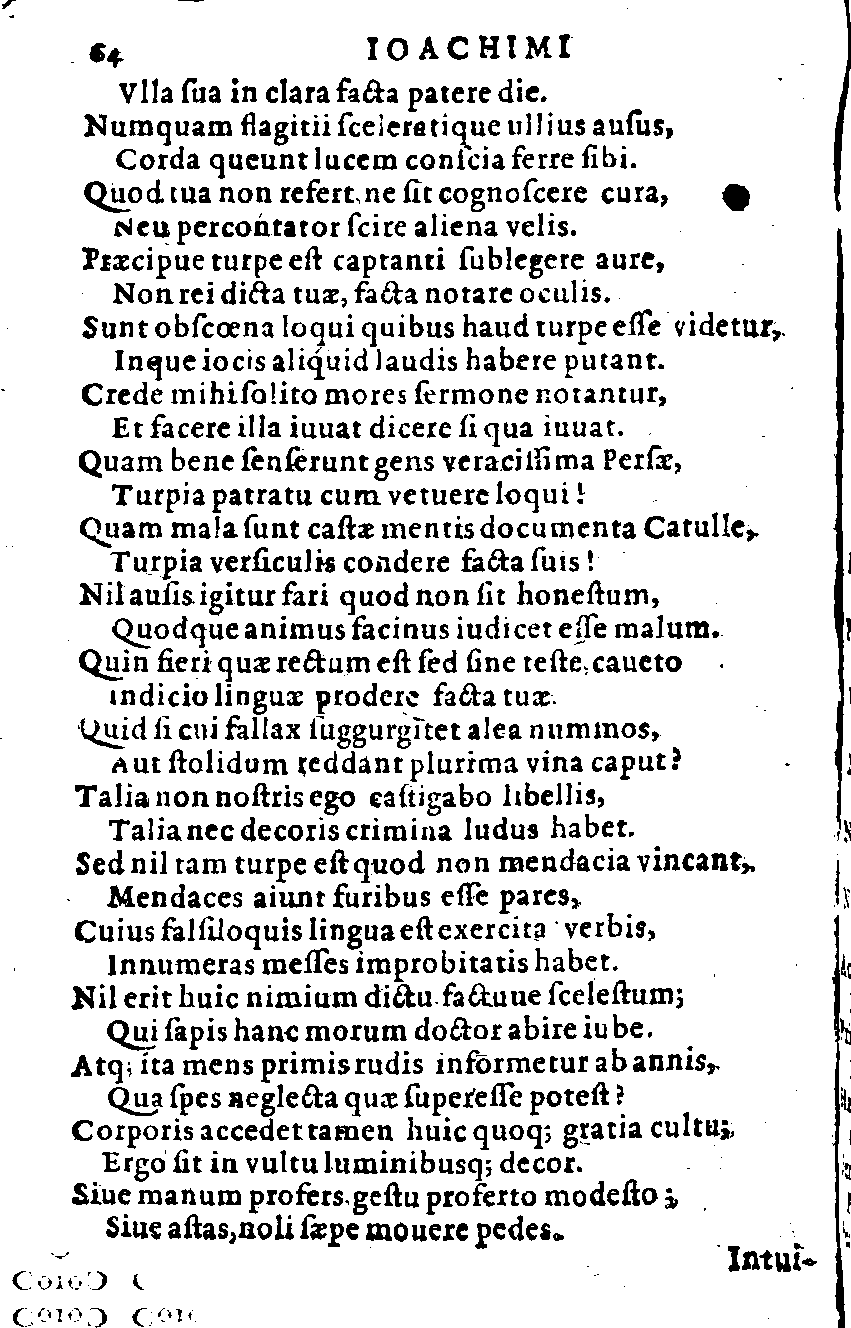 64 IOACHIMI
Vlla ſua in clara facta patere die.
Numquam flagitii ſceleratique ullius auſus,
Corda queunt lucem conſcia ferre ſibi.
Quod tua non refert, ne ſit cognoſcere cura,
Neu percontator ſcire aliena velis.
Præcipue turpe eſt captanti ſublegere aure,
Non rei dicta tuæ, facta notare oculis.
Sunt obſcœna loqui quibus haud turpe eſſe videtur,
Inque iocis aliquid laudis habere putant.
Crede mihi ſolito mores ſermone notantur,
Et facere illa iuuat dicere ſi qua iuuat.
Quam bene ſenſerunt gens veraciſſima Perſæ,
Turpia patratu cum vetuere loqui!
Quam mala ſunt caſtæ mentis documenta Catulle,
Turpia verſiculis condere facta ſuis!
Nil auſis igitur fari quod non ſit honeſtum,
Quodque animus facinus iudicet eſſe malum.
Quin fieri quæ rectum eſt ſed ſine teſte, caueto
Indicio linguæ prodere facta tuæ.
Quid ſi cui fallax ſuggurgitet alea nummos,
Aut ſtolidum reddant plurima vina caput?
Talia non noſtris ego caſtigabo libellis,
Talia nec decoris crimina ludus habet.
Sed nil tam turpe eſt quod non mendacia vincant,
Mendaces aiunt furibus eſſe pares,
Cuius falſiloquis lingua eſt exercita verbis,
Innumeras meſſes improbitatis habet.
Nil erit huic nimium dictu factuue ſceleſtum;
Qui ſapis hanc morum doctor abire iube.
Atq; ita mens primis rudis informetur ab annis,
Qua ſpes neglecta quæ ſupereſſe poteſt?
Corporis accedet tamen huic quoq; gratia cultu;
Ergo ſit in vultu luminibusq; decor.
Siue manum profers, geſtu proferto modeſto;
Siue aſtas, noli ſæpe mouere pedes.
Intui-